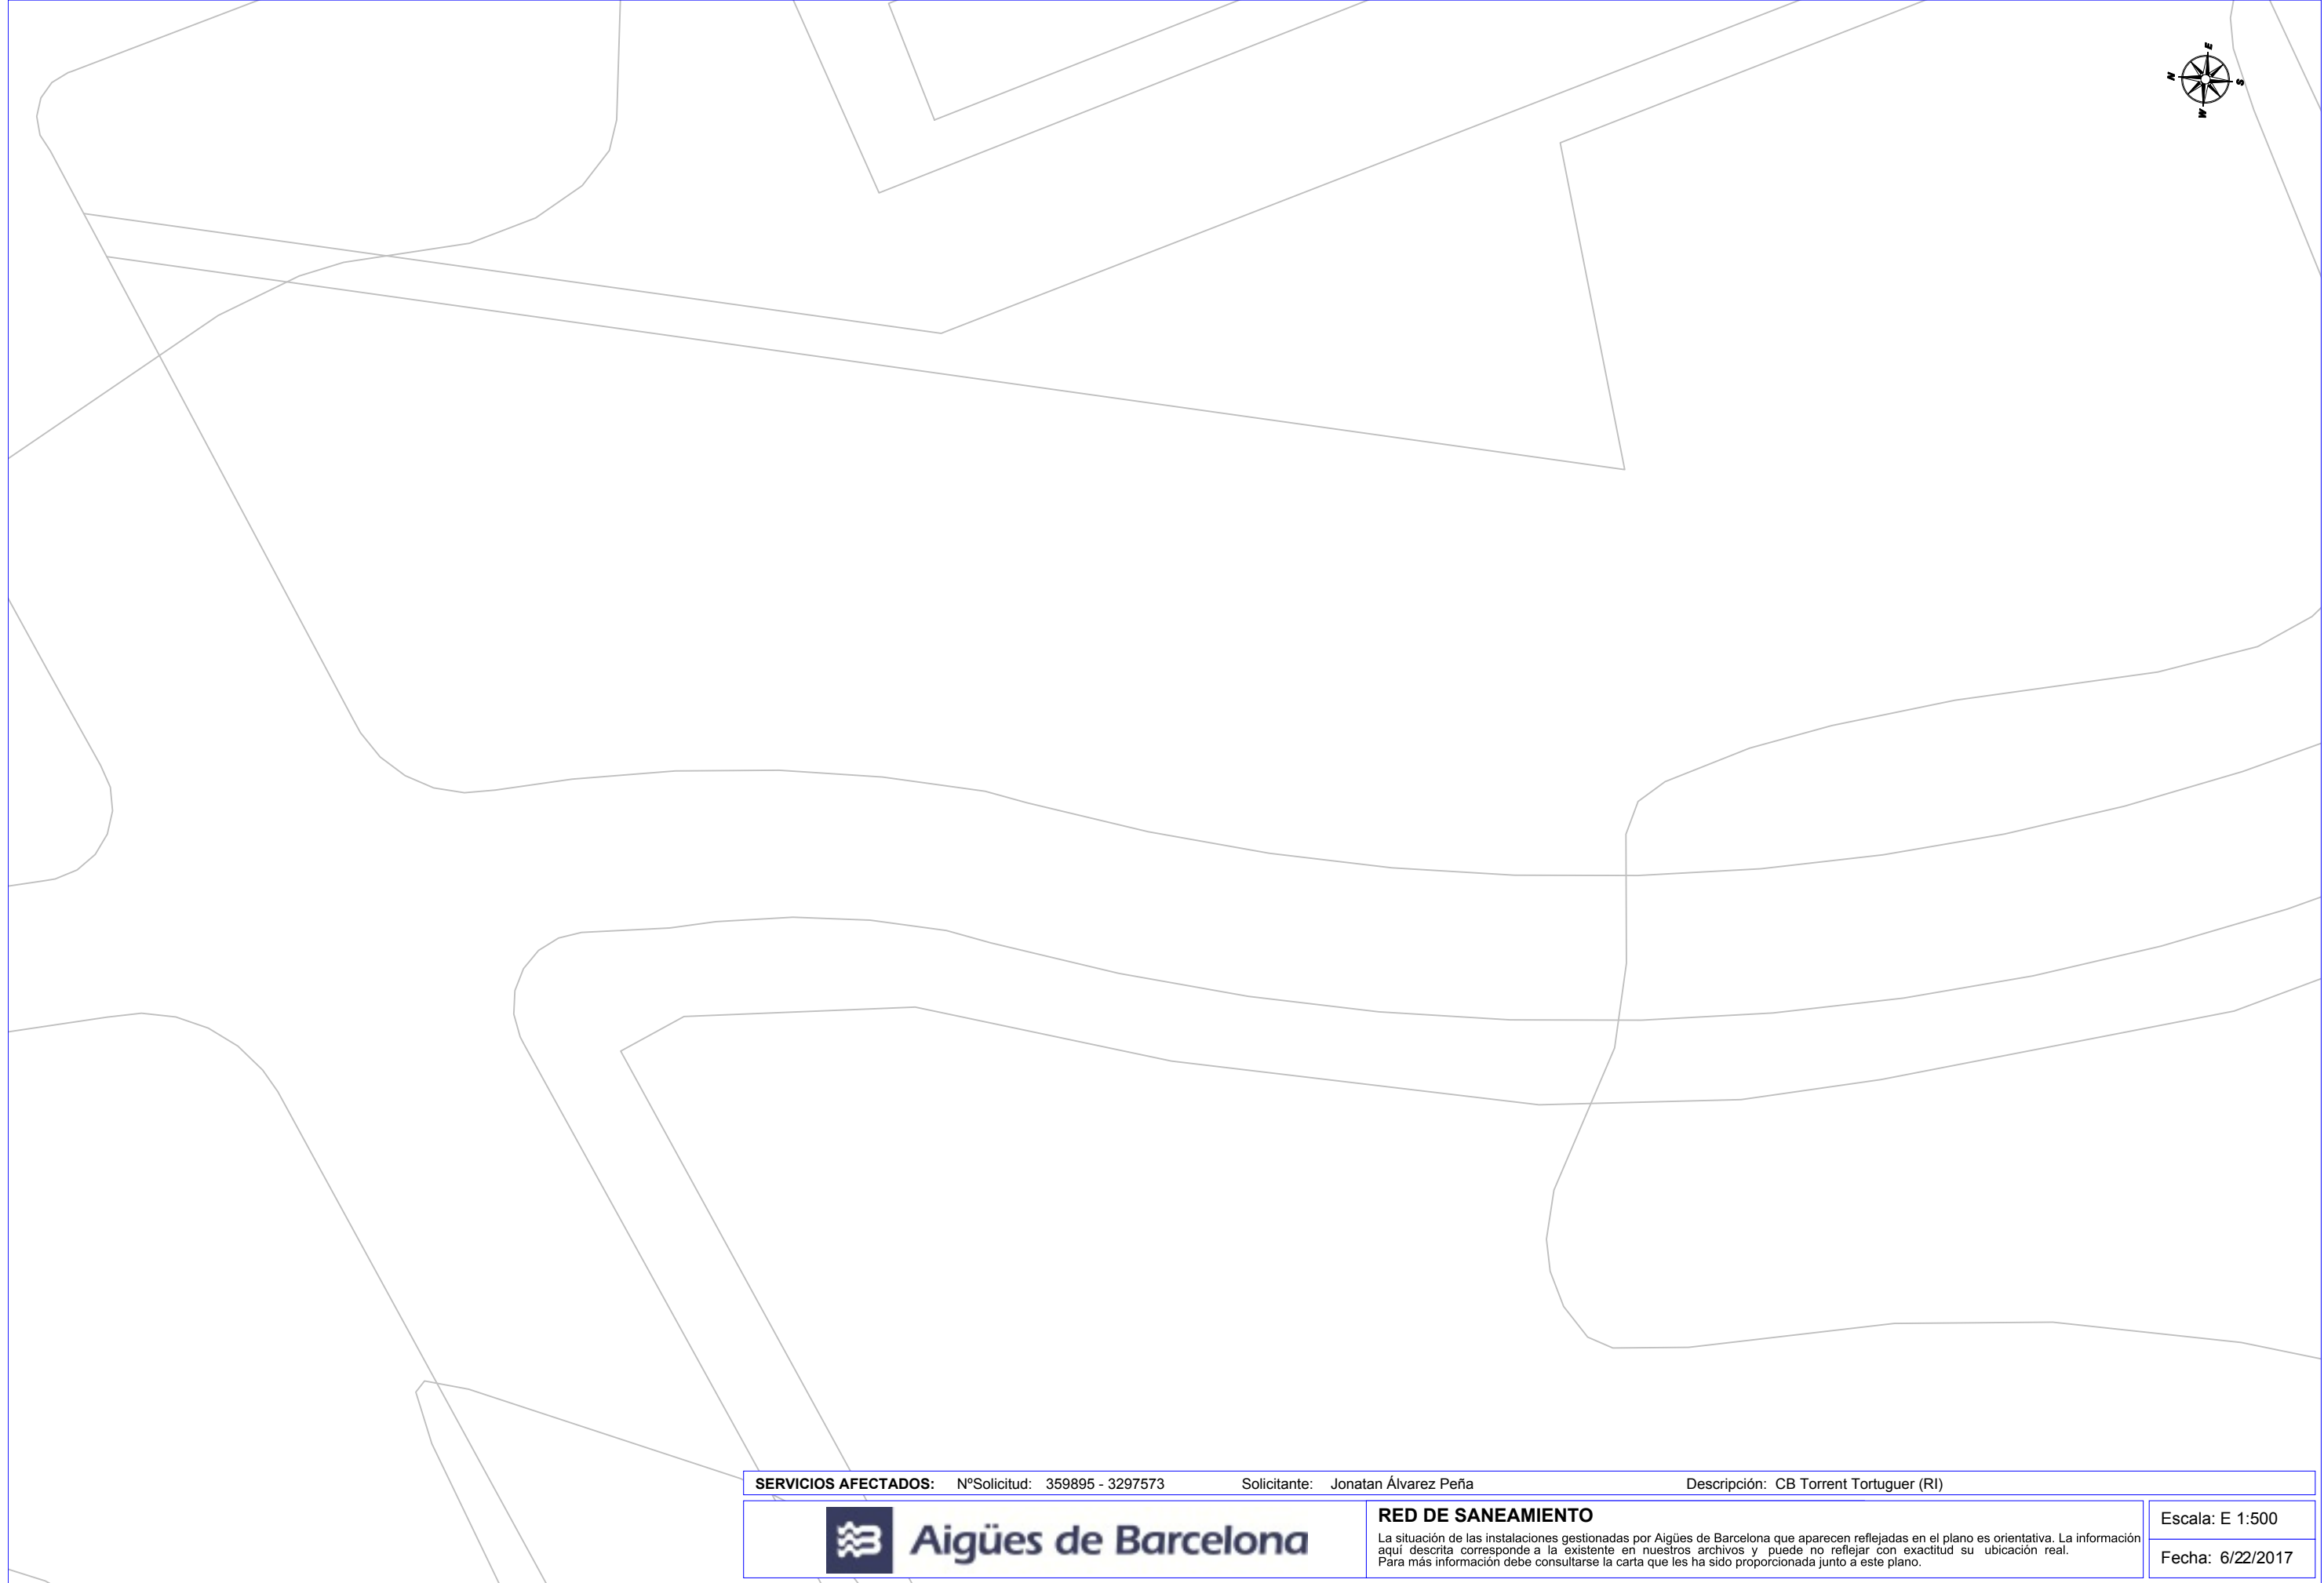 E
N
S
W
SERVICIOS AFECTADOS: NºSolicitud: 359895 - 3297573 Solicitante: Jonatan Álvarez Peña Descripción: CB Torrent Tortuguer (RI)
Aigües de Barcelona
RED DE SANEAMIENTO
La situación de las instalaciones gestionadas por Aigües de Barcelona que aparecen reflejadas en el plano es orientativa. La información
aquí descrita corresponde a la existente en nuestros archivos y puede no reflejar con exactitud su ubicación real.
Para más información debe consultarse la carta que les ha sido proporcionada junto a este plano.
Escala: E 1:500
Fecha: 6/22/2017